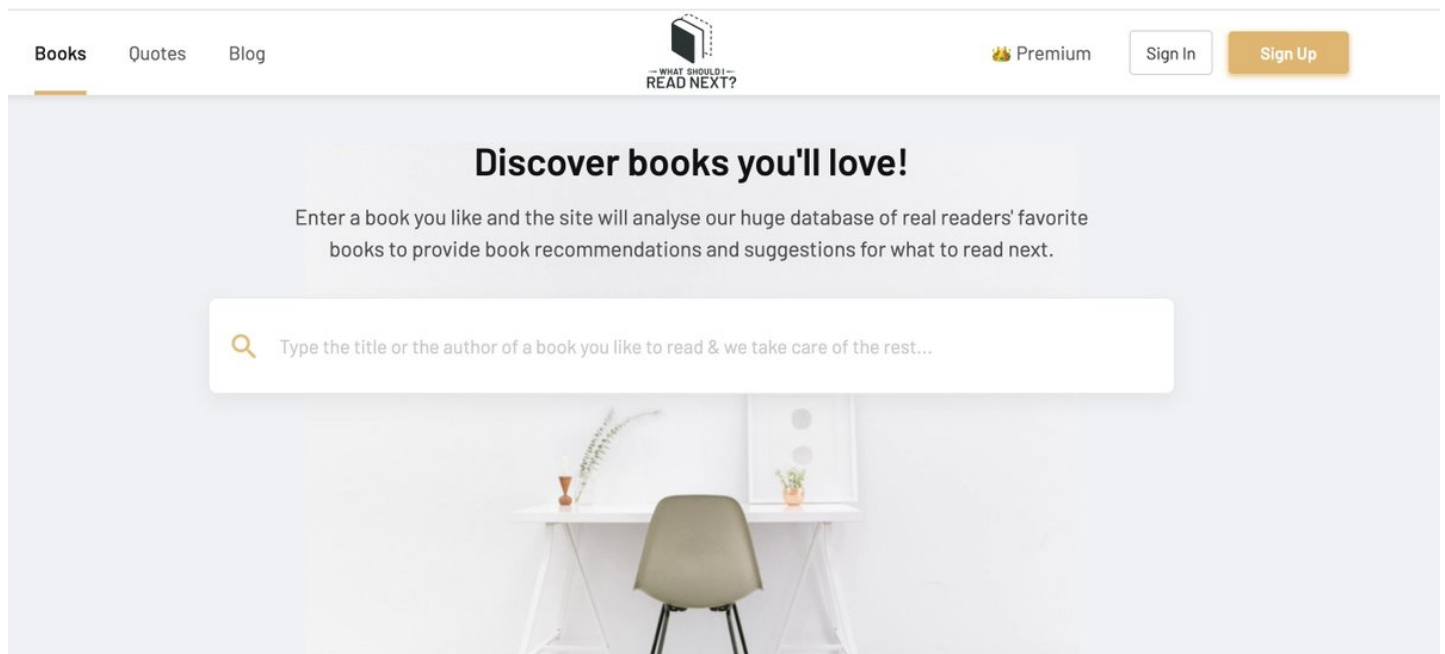 Books
Quotes
Blog
WHAT SHOULD I
READ NEXT?
Premium
Sign In
Sign Up
Discover books you'll love!
Enter a book you like and the site will analyse our huge database of real readers' favorite
books to provide book recommendations and suggestions for what to read next.
Type the title or the author of a book you like to read & we take care of the rest...